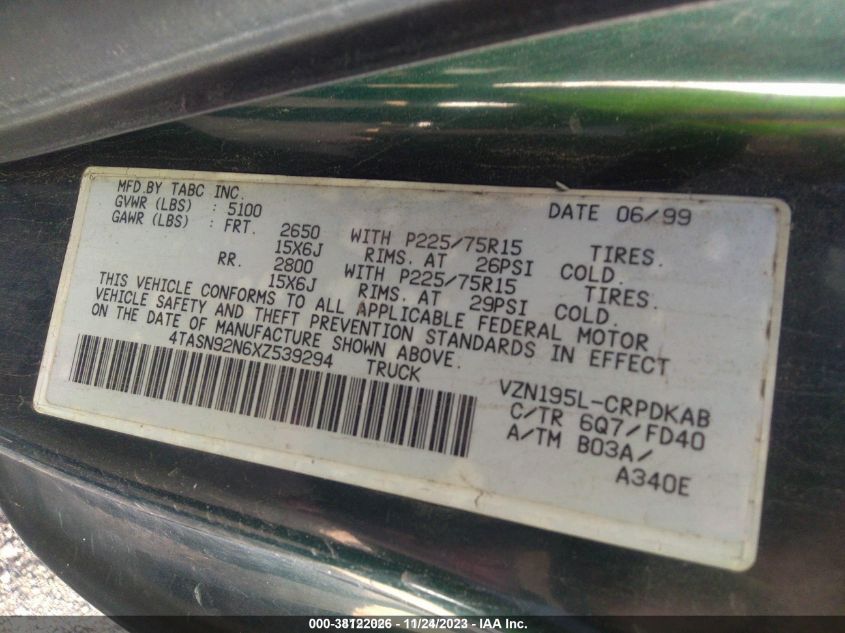 MFD.BY TABC INC. DATE 06/99
GVWR (LBS) : 5100
GAWR (LBS) : FRT. 2650 WITH P225/75R15 TIRES.
15X6J RIMS. AT 26PSI COLD.
RR. 2800 WITH P225/75R15 TIRES.
15X6J RIMS. AT 29PSI COLD.
THIS VEHICLE CONFORMS TO ALL APPLICABLE FEDERAL MOTOR
VEHICLE SAFETY AND THEFT PREVENTION STANDARDS IN EFFECT
ON THE DATE OF MANUFACTURE SHOWN ABOVE.
4TASN92N6XZ539294 TRUCK
VZN195L-CRPDKAB
C/TR 6Q7/FD40
A/TM B03A/
A340E
000-38122026 - 11/24/2023 - IAA Inc.